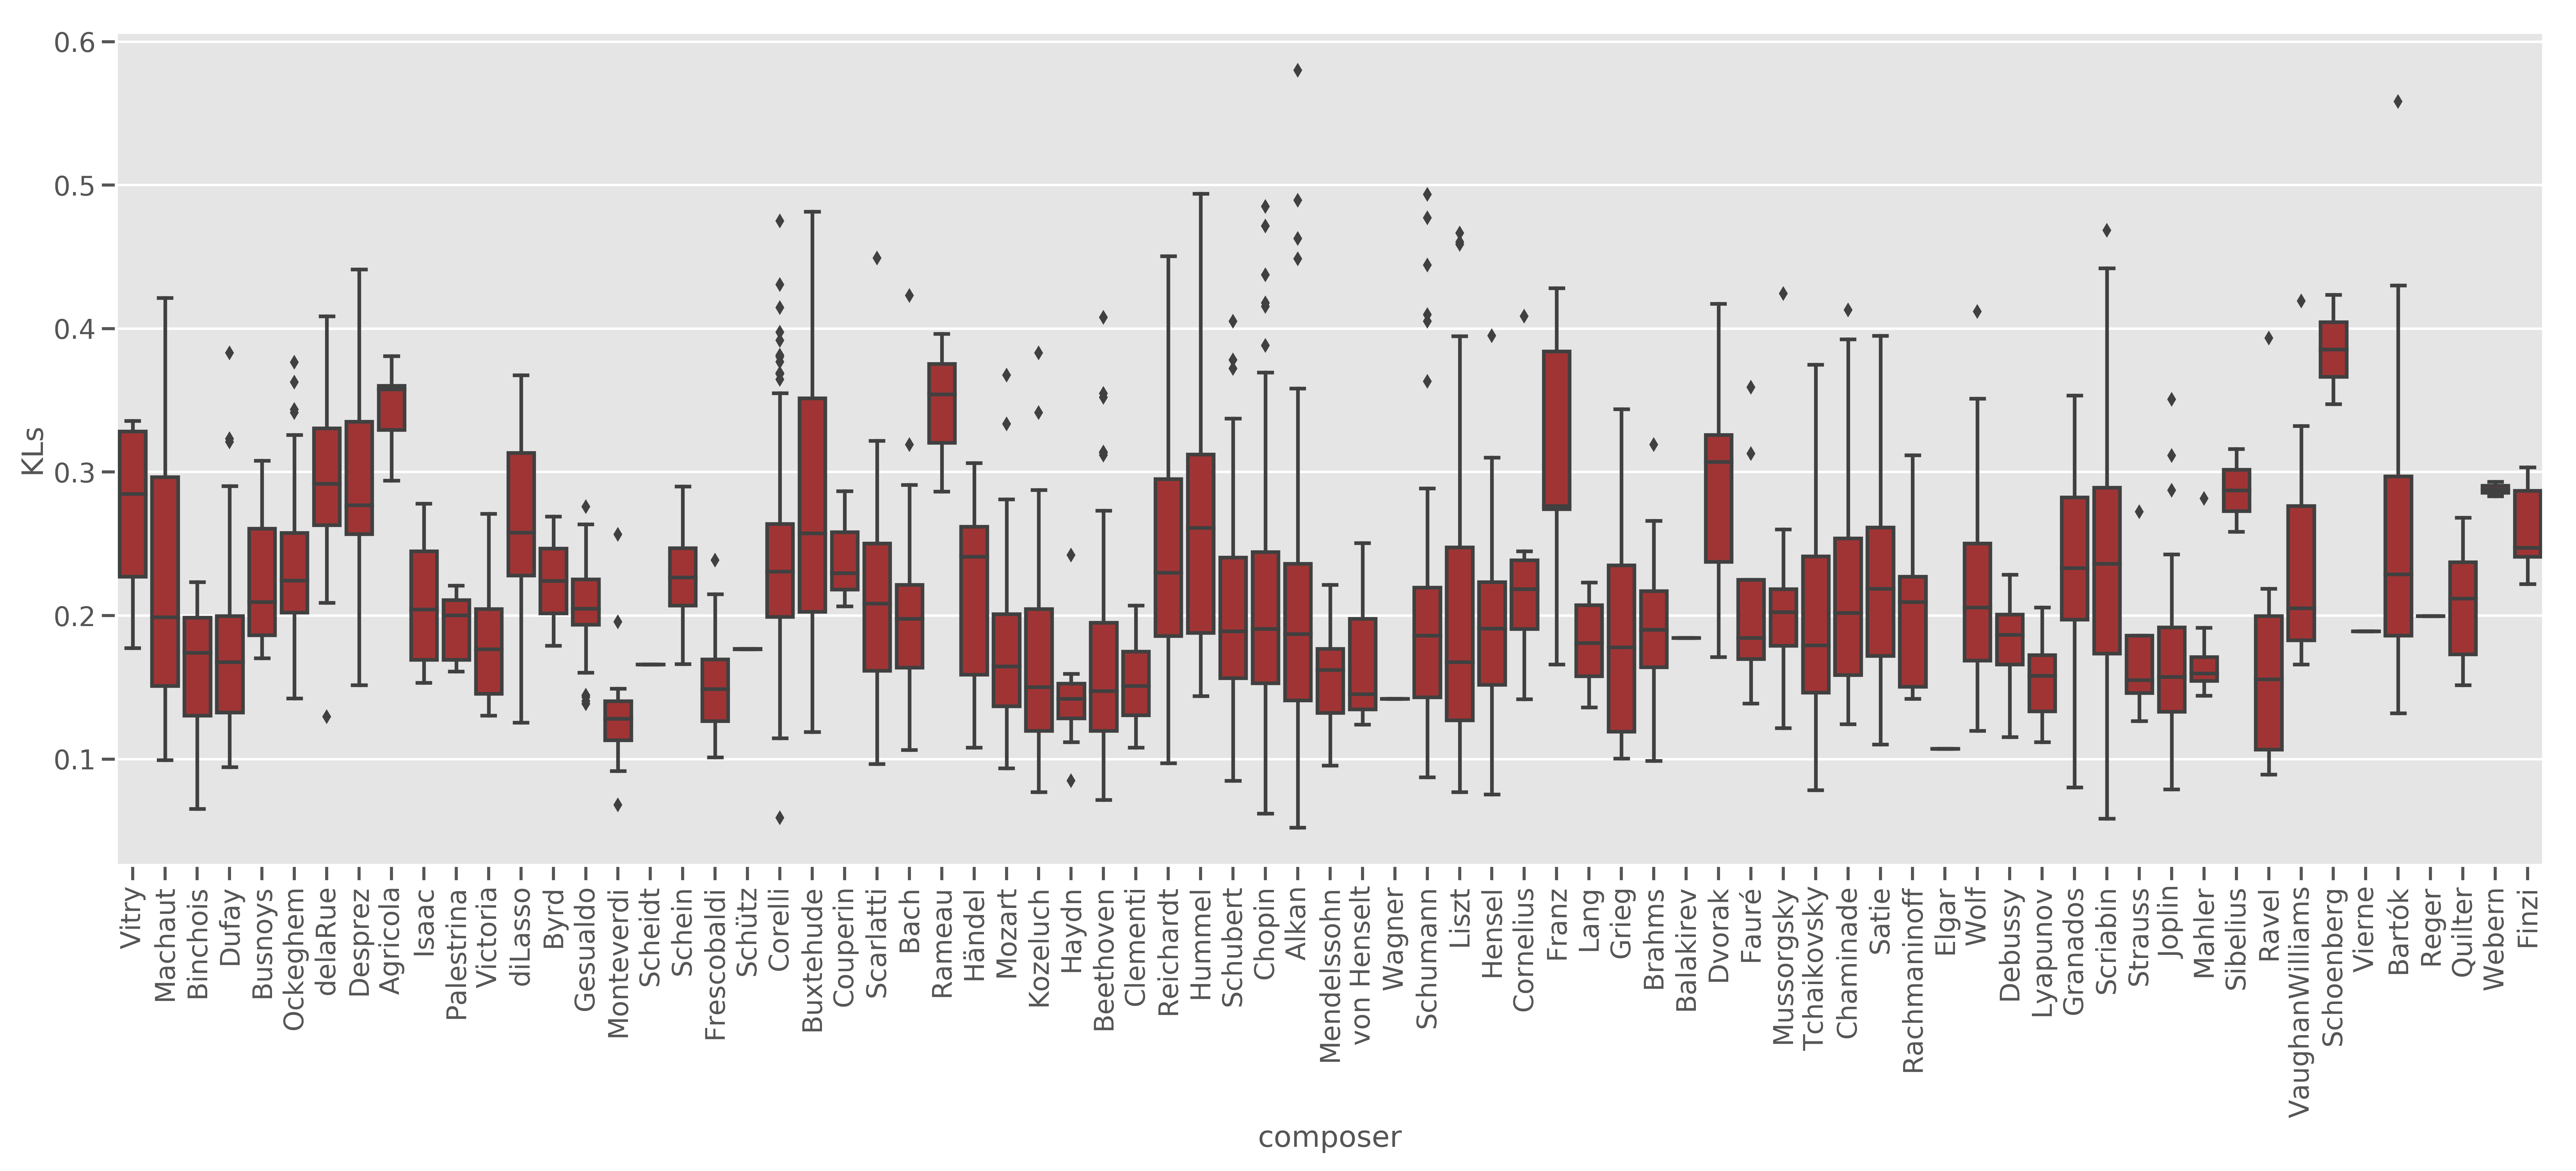 0.6
0.5
0.4
0.3
0.2
0.1
KLs
Vitry
Machaut
Binchois
Dufay
Busnoys
Ockeghem
delaRue
Desprez
Agricola
Isaac
Palestrina
Victoria
diLasso
Byrd
Gesualdo
Monteverdi
Scheidt
Schein
Frescobaldi
Schütz
Corelli
Buxtehude
Couperin
Scarlatti
Bach
Rameau
Händel
Mozart
Kozeluch
Haydn
Beethoven
Clementi
Reichardt
Hummel
Schubert
Chopin
Alkan
Mendelssohn
von Henselt
Wagner
Schumann
Liszt
Hensel
Cornelius
Franz
Lang
Grieg
Brahms
Balakirev
Dvorak
Fauré
Mussorgsky
Tchaikovsky
Chaminade
Satie
Rachmaninoff
Elgar
Wolf
Debussy
Lyapunov
Granados
Scriabin
Strauss
Joplin
Mahler
Sibelius
Ravel
VaughanWilliams
Schoenberg
Vierne
Bartók
Reger
Quilter
Webern
Finzi
composer